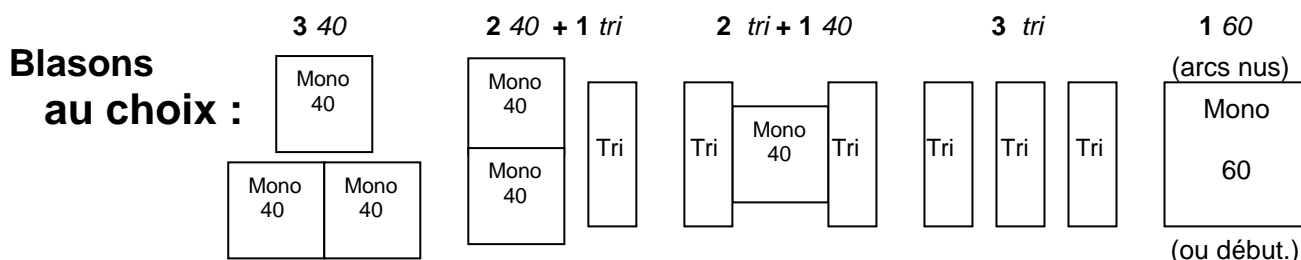 3 40
2 40 + 1 tri
2 tri + 1 40
3 tri
1 60
Blasons
au choix :
Mono
40
Mono
40
Mono
40
Mono
40
Mono
40
Tri
Tri
Mono
40
Tri
Tri
Tri
Tri
(arcs nus)
Mono
60
(ou début.)